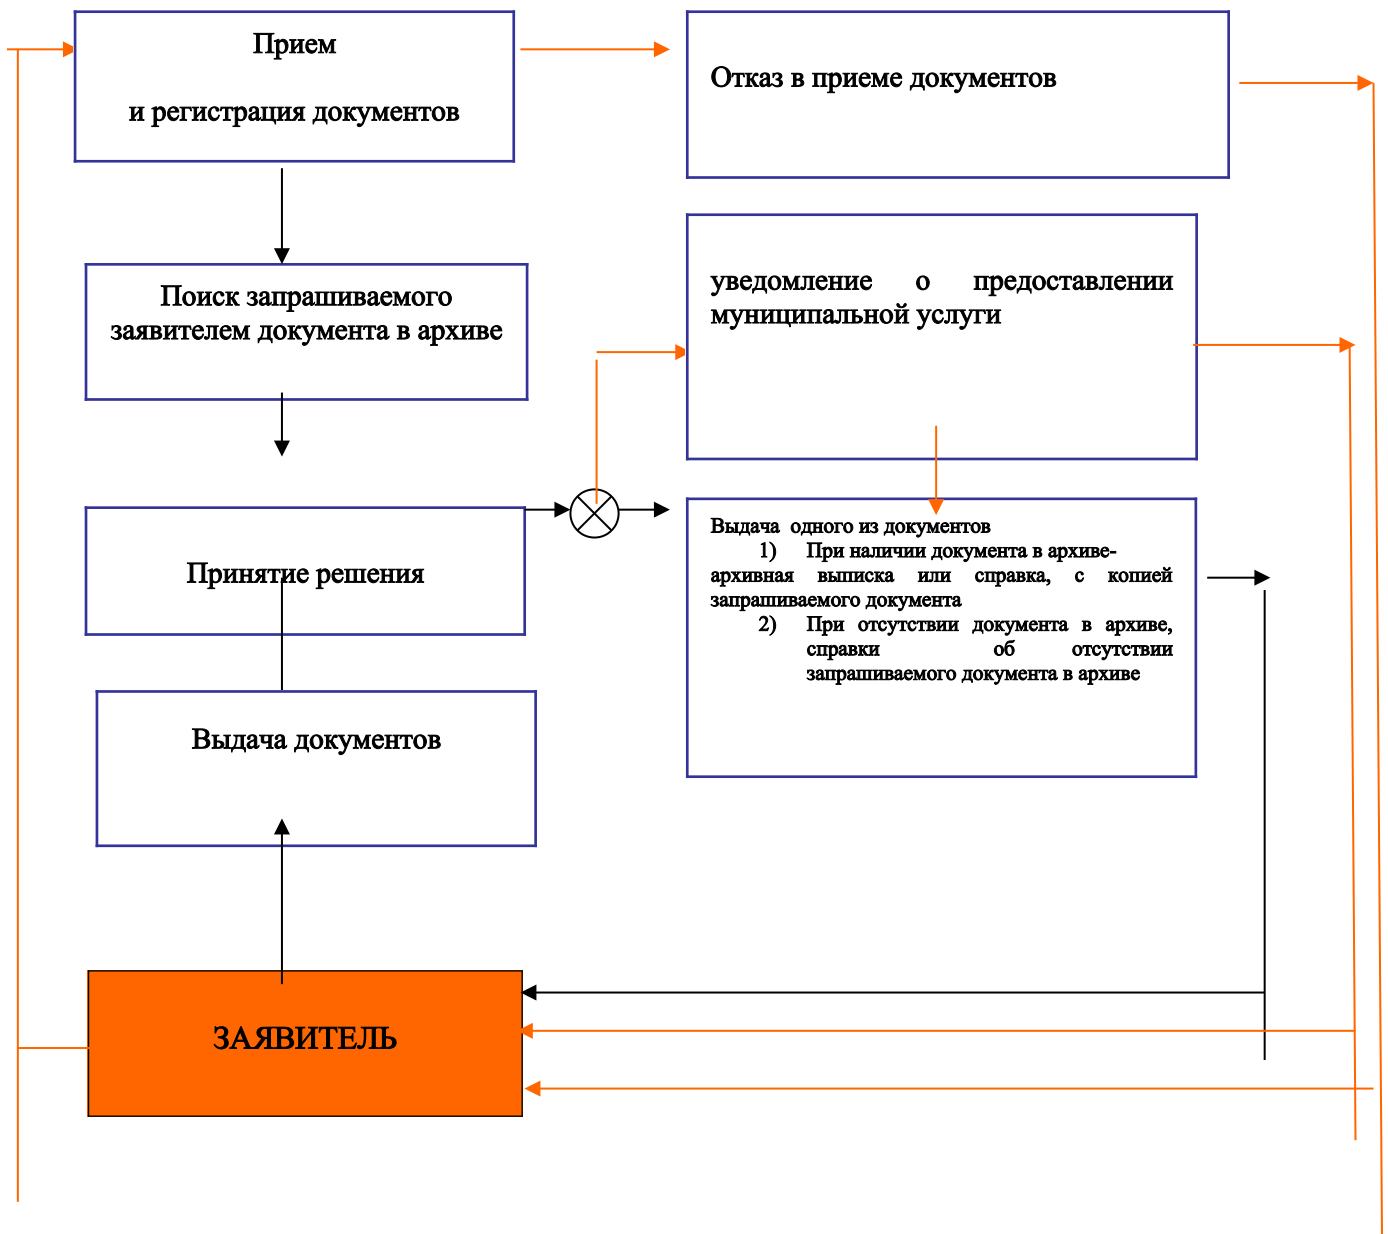 Прием
и регистрация документов
Отказ в приеме документов
Поиск запрашиваемого
заявителем документа в архиве
уведомление о предоставлении
муниципальной услуги
Принятие решения
Выдача одного из документов
1) При наличии документа в архиве-
архивная выписка или справка, с копией
запрашиваемого документа
2) При отсутствии документа в архиве,
справки об отсутствии
запрашиваемого документа в архиве
Выдача документов
ЗАЯВИТЕЛЬ